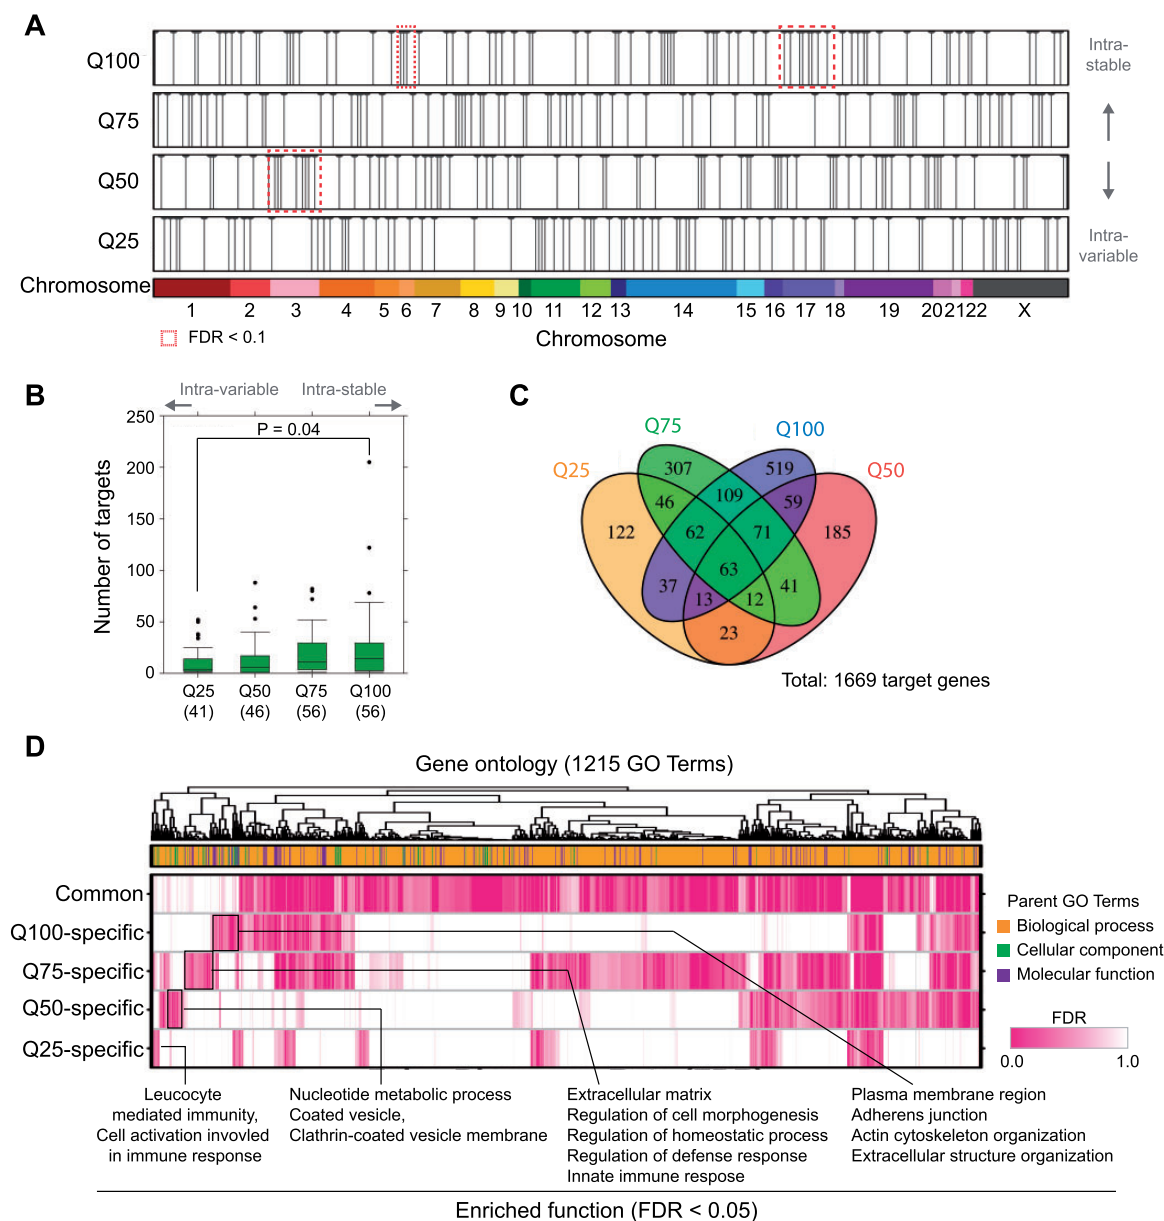 A
Q100
Q75
Q50
Q25
Intra-
stable
Intra-
variable
Chromosome
1 2 3 4 5 6 7 8 9 10 11 12 13 14 15 16 17 18 19 20 21 22 X
FDR < 0.1
Chromosome
B
Intra-variable Intra-stable
P = 0.04
Number of targets
250
200
150
100
50
0
Q25 Q50 Q75 Q100
(41) (46) (56) (56)
C
Q75
Q100
Q25
Q50
307 519
46 109 59
122 62 71 185
63
37 13 12 41
23
Total: 1669 target genes
D
Gene ontology (1215 GO Terms)
Common
Q100-specific
Q75-specific
Q50-specific
Q25-specific
Parent GO Terms
Biological process
Cellular component
Molecular function
FDR
0.0 1.0
Leucocyte
mediated immunity,
Cell activation invovled
in immune response
Nucleotide metabolic process
Coated vesicle,
Clathrin-coated vesicle membrane
Extracellular matrix
Regulation of cell morphogenesis
Regulation of homeostatic process
Regulation of defense response
Innate immune respose
Plasma membrane region
Adherens junction
Actin cytoskeleton organization
Extracellular structure organization
Enriched function (FDR < 0.05)